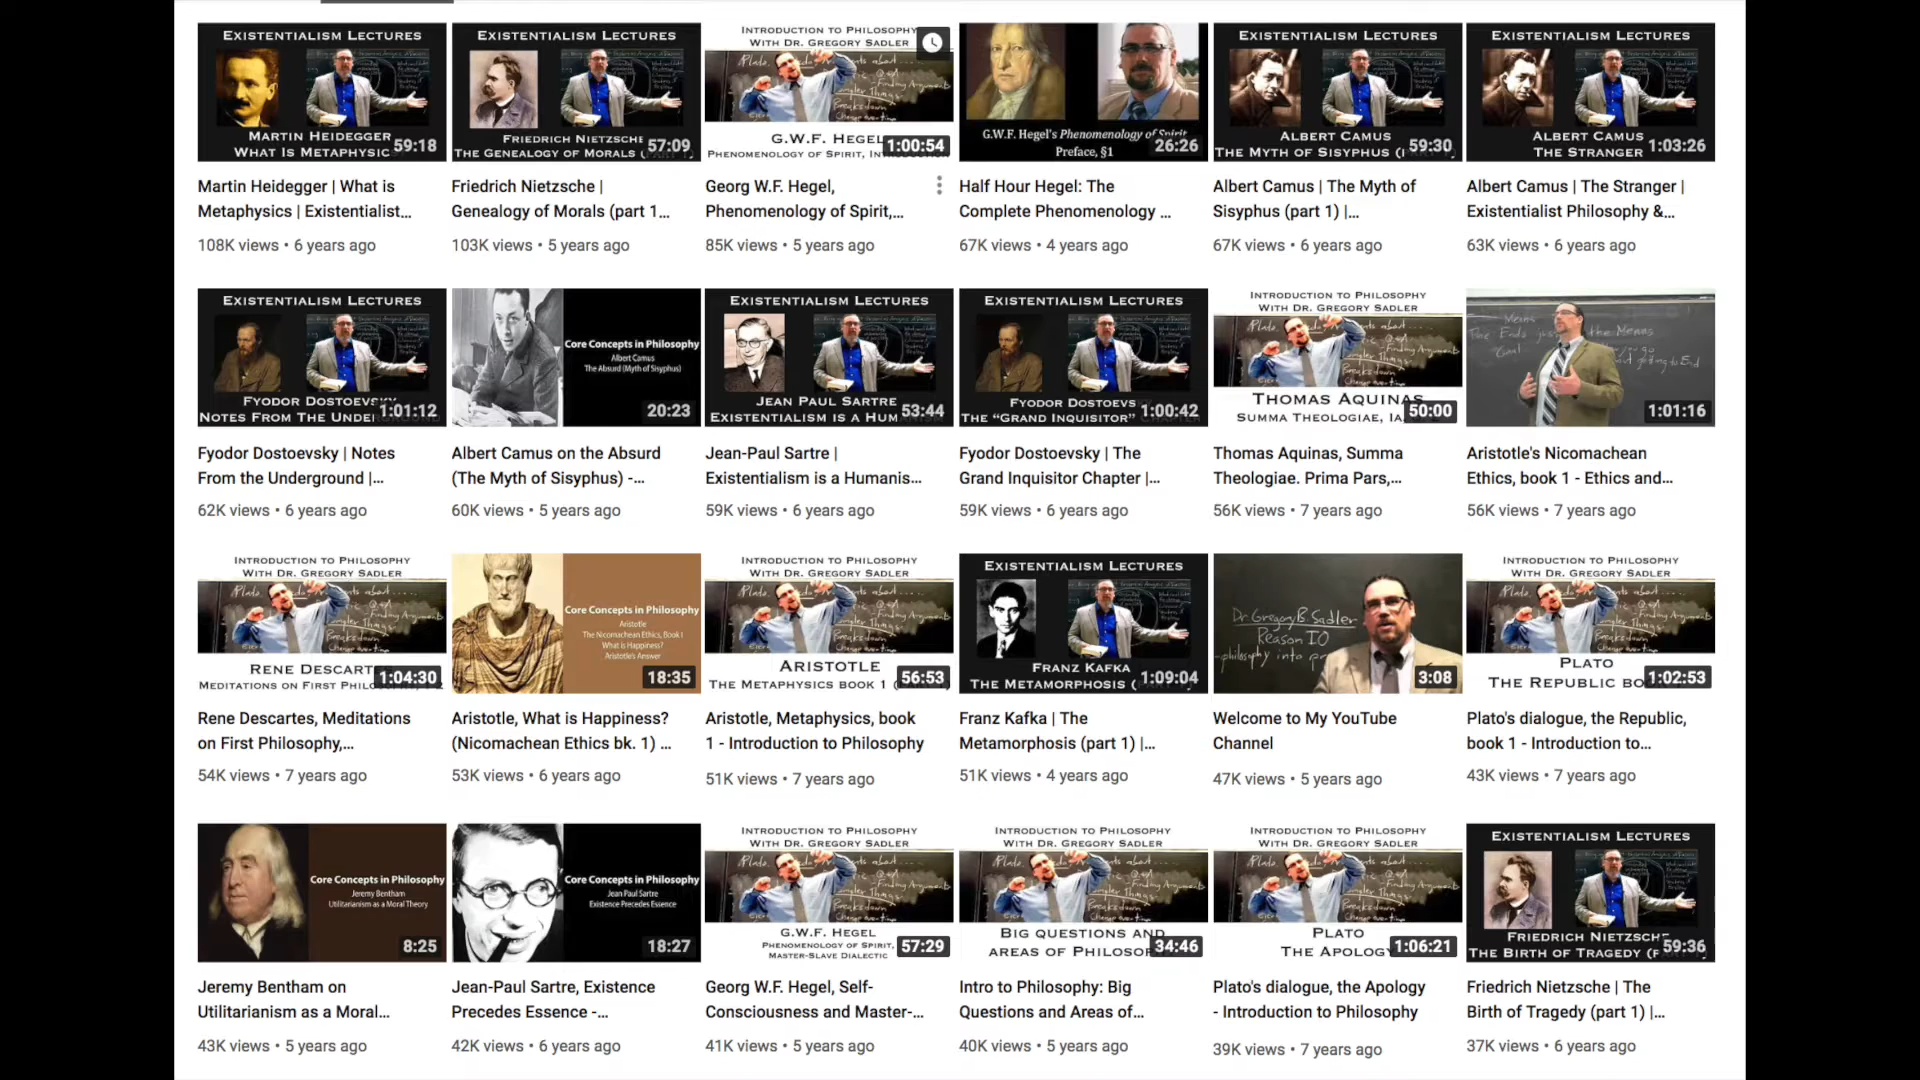 EXISTENTIALISM LECTURES
MARTIN HEIDEGGER
WHAT IS METAPHYSIC
59:18
Martin Heidegger | What is
Metaphysics | Existentialist...
108K views • 6 years ago
EXISTENTIALISM LECTURES
FRIEDRICH NIETZSCHE
THE GENEALOGY OF MORALS (
57:09
Friedrich Nietzsche |
Genealogy of Morals (part 1...
103K views • 5 years ago
INTRODUCTION TO PHILOSOPHY
WITH DR. GREGORY SADLER
G.W.F. HEGEL
PHENOMENOLOGY OF SPIRIT,
1:00:54
Georg W.F. Hegel,
Phenomenology of Spirit,...
85K views • 5 years ago
G.W.F. Hegel's Phenomenology of Spirit
Preface, §1
26:26
Half Hour Hegel: The
Complete Phenomenology ...
67K views • 4 years ago
EXISTENTIALISM LECTURES
ALBERT CAMUS
THE MYTH OF SISYPHUS (
59:30
Albert Camus | The Myth of
Sisyphus (part 1) |...
67K views • 6 years ago
EXISTENTIALISM LECTURES
ALBERT CAMUS
THE STRANGER
1:03:26
Albert Camus | The Stranger |
Existentialist Philosophy &...
63K views • 6 years ago
EXISTENTIALISM LECTURES
FYODOR DOSTOEVSKY
NOTES FROM THE UNDERGROUND
1:01:12
Fyodor Dostoevsky | Notes
From the Underground |...
62K views • 6 years ago
Core Concepts in Philosophy
Albert Camus
The Absurd (Myth of Sisyphus)
20:23
Albert Camus on the Absurd
(The Myth of Sisyphus) -...
60K views • 5 years ago
EXISTENTIALISM LECTURES
JEAN PAUL SARTRE
EXISTENTIALISM IS A HUM
53:44
Jean-Paul Sartre |
Existentialism is a Humanis...
59K views • 6 years ago
EXISTENTIALISM LECTURES
FYODOR DOSTOEVS
THE "GRAND INQUISITOR"
1:00:42
Fyodor Dostoevsky | The
Grand Inquisitor Chapter |...
59K views • 6 years ago
INTRODUCTION TO PHILOSOPHY
WITH DR. GREGORY SADLER
THOMAS AQUINAS
SUMMA THEOLOGIAE, IA
50:00
Thomas Aquinas, Summa
Theologiae. Prima Pars,...
56K views • 7 years ago
Means
The Ends jus the Means
1:01:16
Aristotle's Nicomachean
Ethics, book 1 - Ethics and...
56K views • 7 years ago
INTRODUCTION TO PHILOSOPHY
WITH DR. GREGORY SADLER
RENE DESCART
MEDITATIONS ON FIRST PHILO
1:04:30
Rene Descartes, Meditations
on First Philosophy,...
54K views • 7 years ago
Core Concepts in Philosophy
Aristotle
The Nicomachean Ethics, Book I
What is Happiness?
Aristotle's Answer
18:35
Aristotle, What is Happiness?
(Nicomachean Ethics bk. 1) ...
53K views • 6 years ago
INTRODUCTION TO PHILOSOPHY
WITH DR. GREGORY SADLER
ARISTOTLE
THE METAPHYSICS BOOK 1 (
56:53
Aristotle, Metaphysics, book
1 - Introduction to Philosophy
51K views • 7 years ago
EXISTENTIALISM LECTURES
FRANZ KAFKA
THE METAMORPHOSIS (
1:09:04
Franz Kafka | The
Metamorphosis (part 1) |...
51K views • 4 years ago
Dr Gregory B Sadler
Reason IO
philosophy into pr
3:08
Welcome to My YouTube
Channel
47K views • 5 years ago
INTRODUCTION TO PHILOSOPHY
WITH DR. GREGORY SADLER
PLATO
THE REPUBLIC BO
1:02:53
Plato's dialogue, the Republic,
book 1 - Introduction to...
43K views • 7 years ago
Core Concepts in Philosophy
Jeremy Bentham
Utilitarianism as a Moral Theory
8:25
Jeremy Bentham on
Utilitarianism as a Moral...
43K views • 5 years ago
Core Concepts in Philosophy
Jean Paul Sartre
Existence Precedes Essence
18:27
Jean-Paul Sartre, Existence
Precedes Essence -...
42K views • 6 years ago
INTRODUCTION TO PHILOSOPHY
WITH DR. GREGORY SADLER
G.W.F. HEGEL
PHENOMENOLOGY OF SPIRIT,
MASTER-SLAVE DIALECTIC
57:29
Georg W.F. Hegel, Self-
Consciousness and Master-...
41K views • 5 years ago
INTRODUCTION TO PHILOSOPHY
WITH DR. GREGORY SADLER
BIG QUESTIONS AND
AREAS OF PHILOSOP
34:46
Intro to Philosophy: Big
Questions and Areas of...
40K views • 5 years ago
INTRODUCTION TO PHILOSOPHY
WITH DR. GREGORY SADLER
PLATO
THE APOLOGY
1:06:21
Plato's dialogue, the Apology
- Introduction to Philosophy
39K views • 7 years ago
EXISTENTIALISM LECTURES
FRIEDRICH NIETZSCHE
THE BIRTH OF TRAGEDY (
59:36
Friedrich Nietzsche | The
Birth of Tragedy (part 1) |...
37K views • 6 years ago